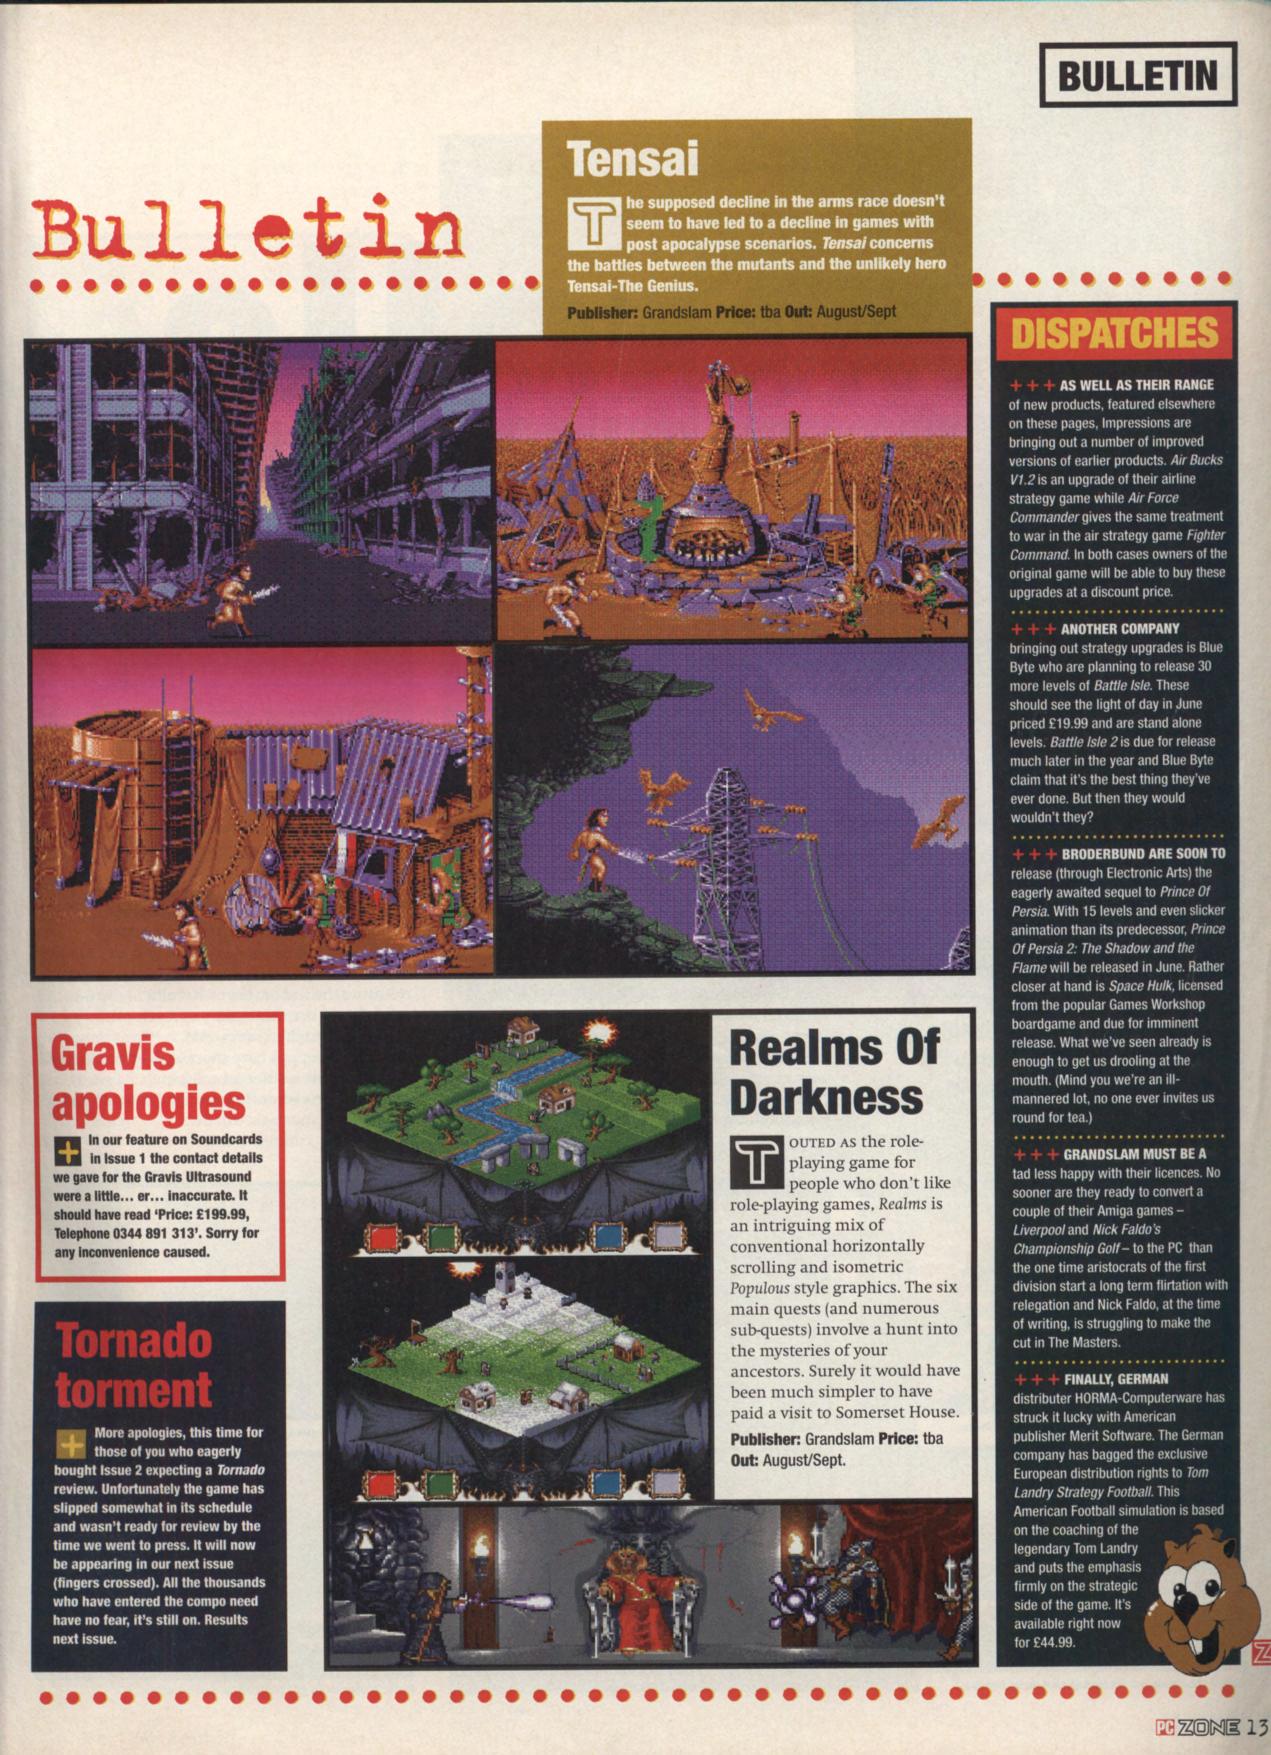 BULLETIN
Bulletin
Tensai
The supposed decline in the arms race doesn't
seem to have led to a decline in games with
post apocalypse scenarios. Tensai concerns
the battles between the mutants and the unlikely hero
Tensai-The Genius.
Publisher: Grandslam Price: tba Out: August/Sept
Gravis
apologies
In our feature on Soundcards
in Issue 1 the contact details
we gave for the Gravis Ultrasound
were a little... er... inaccurate. It
should have read 'Price: £199.99,
Telephone 0344 891 313'. Sorry for
any inconvenience caused.
Tornado
torment
More apologies, this time for
those of you who eagerly
bought Issue 2 expecting a Tornado
review. Unfortunately the game has
slipped somewhat in its schedule
and wasn't ready for review by the
time we went to press. It will now
be appearing in our next issue
(fingers crossed). All the thousands
who have entered the compo need
have no fear, it's still on. Results
next issue.
Realms Of
Darkness
TOUTED AS the role-
playing game for
people who don't like
role-playing games, Realms is
an intriguing mix of
conventional horizontally
scrolling and isometric
Populous style graphics. The six
main quests (and numerous
sub-quests) involve a hunt into
the mysteries of your
ancestors. Surely it would have
been much simpler to have
paid a visit to Somerset House.
Publisher: Grandslam Price: tba
Out: August/Sept.
DISPATCHES
+ + + AS WELL AS THEIR RANGE
of new products, featured elsewhere
on these pages, Impressions are
bringing out a number of improved
versions of earlier products. Air Bucks
V1.2 is an upgrade of their airline
strategy game while Air Force
Commander gives the same treatment
to war in the air strategy game Fighter
Command. In both cases owners of the
original game will be able to buy these
upgrades at a discount price.
+ + + ANOTHER COMPANY
bringing out strategy upgrades is Blue
Byte who are planning to release 30
more levels of Battle Isle. These
should see the light of day in June
priced £19.99 and are stand alone
levels. Battle Isle 2 is due for release
much later in the year and Blue Byte
claim that it's the best thing they've
ever done. But then they would
wouldn't they?
+ + + BRODERBUND ARE SOON TO
release (through Electronic Arts) the
eagerly awaited sequel to Prince Of
Persia. With 15 levels and even slicker
animation than its predecessor, Prince
Of Persia 2: The Shadow and the
Flame will be released in June. Rather
closer at hand is Space Hulk, licensed
from the popular Games Workshop
boardgame and due for imminent
release. What we've seen already is
enough to get us drooling at the
mouth. (Mind you we're an ill-
mannered lot, no one ever invites us
round for tea.)
+ + + GRANDSLAM MUST BE A
tad less happy with their licences. No
sooner are they ready to convert a
couple of their Amiga games –
Liverpool and Nick Faldo's
Championship Golf – to the PC than
the one time aristocrats of the first
division start a long term flirtation with
relegation and Nick Faldo, at the time
of writing, is struggling to make the
cut in The Masters.
+ + + FINALLY, GERMAN
distributer HORMA-Computerware has
struck it lucky with American
publisher Merit Software. The German
company has bagged the exclusive
European distribution rights to Tom
Landry Strategy Football. This
American Football simulation is based
on the coaching of the
legendary Tom Landry
and puts the emphasis
firmly on the strategic
side of the game. It's
available right now
for £44.99.
Z
PC ZONE 13